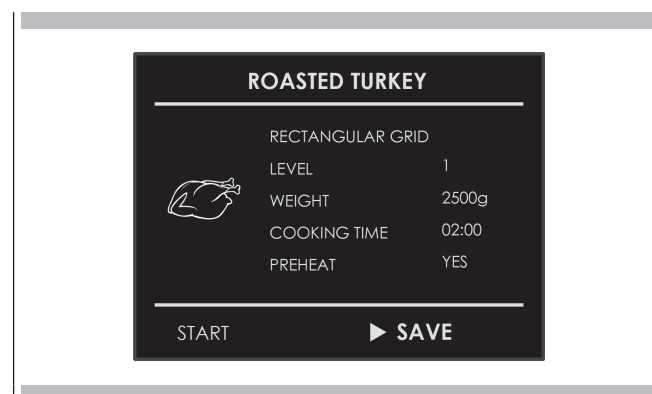 ROASTED TURKEY
RECTANGULAR GRID
LEVEL 1
WEIGHT 2500g
COOKING TIME 02:00
PREHEAT YES
START ▶ SAVE